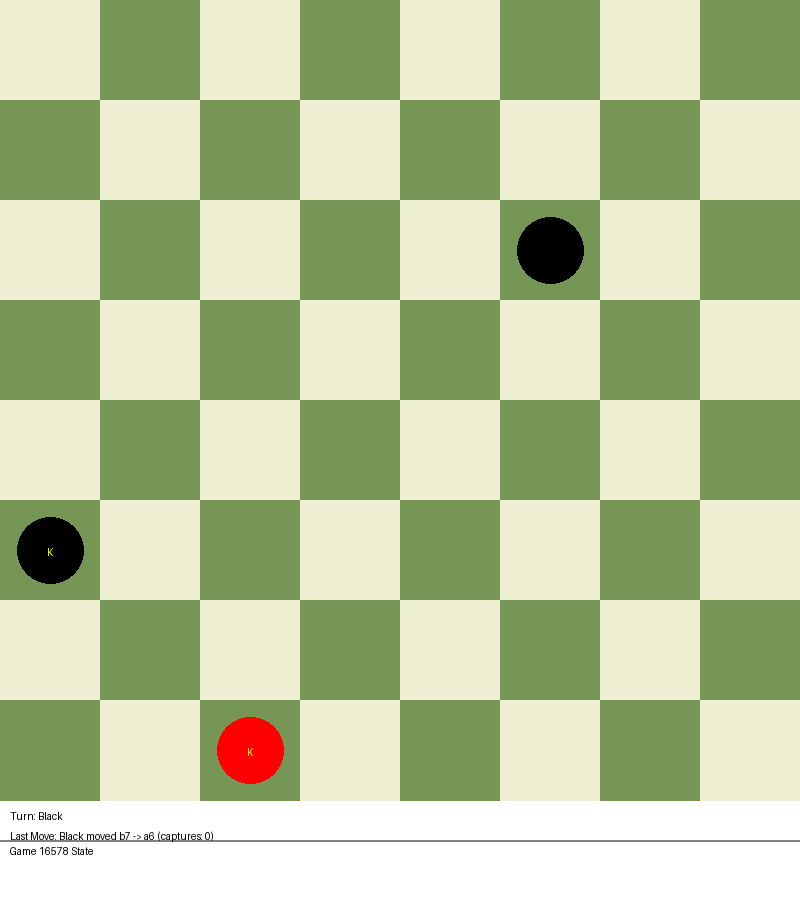 K
K
Turn: Black
Last Move: Black moved b7 -> a6 (captures: 0)
Game 16578 State